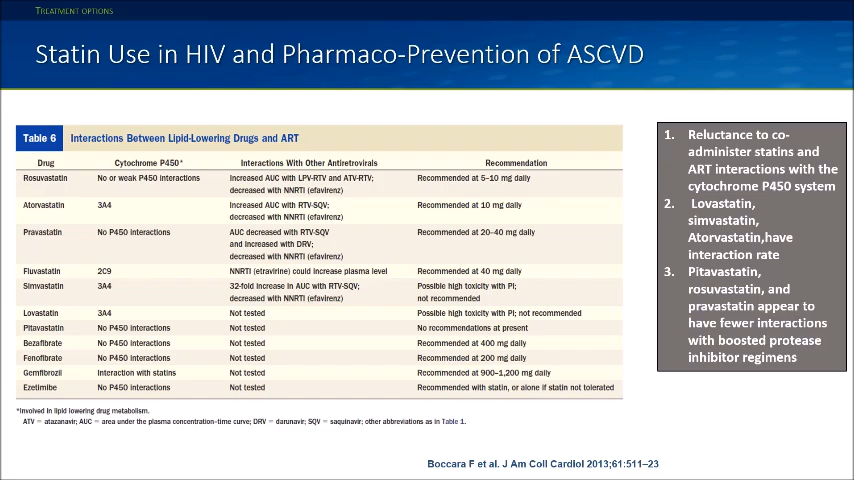 TREATMENT OPTIONS
Statin Use in HIV and Pharmaco-Prevention of ASCVD
Table 6 Interactions Between Lipid-Lowering Drugs and ART
Drug Cytochrome P450* Interactions With Other Antiretrovirals Recommendation
Rosuvastatin No or weak P450 interactions Increased AUC with LPV-RTV and ATV-RTV; Recommended at 5–10 mg daily
decreased with NNRTI (efavirenz)
Atorvastatin 3A4 Increased AUC with RTV-SQV; Recommended at 10 mg daily
decreased with NNRTI (efavirenz)
Pravastatin No P450 interactions AUC decreased with RTV-SQV Recommended at 20–40 mg daily
and increased with DRV;
decreased with NNRTI (efavirenz)
Fluvastatin 2C9 NNRTI (etravirine) could increase plasma level Recommended at 40 mg daily
Simvastatin 3A4 32-fold increase in AUC with RTV-SQV; Possible high toxicity with PI;
decreased with NNRTI (efavirenz) not recommended
Lovastatin 3A4 Not tested Possible high toxicity with PI; not recommended
Pitavastatin No P450 interactions Not tested No recommendations at present
Bezafibrate No P450 interactions Not tested Recommended at 400 mg daily
Fenofibrate No P450 interactions Not tested Recommended at 200 mg daily
Gemfibrozil Interaction with statins Not tested Recommended at 900–1,200 mg daily
Ezetimibe No P450 interactions Not tested Recommended with statin, or alone if statin not tolerated
*Involved in lipid lowering drug metabolism.
ATV = atazanavir; AUC = area under the plasma concentration–time curve; DRV = darunavir; SQV = saquinavir; other abbreviations as in Table 1.
1. Reluctance to co-
administer statins and
ART interactions with the
cytochrome P450 system
2. Lovastatin,
simvastatin,
Atorvastatin,have
interaction rate
3. Pitavastatin,
rosuvastatin, and
pravastatin appear to
have fewer interactions
with boosted protease
inhibitor regimens
Boccara F et al. J Am Coll Cardiol 2013;61:511–23